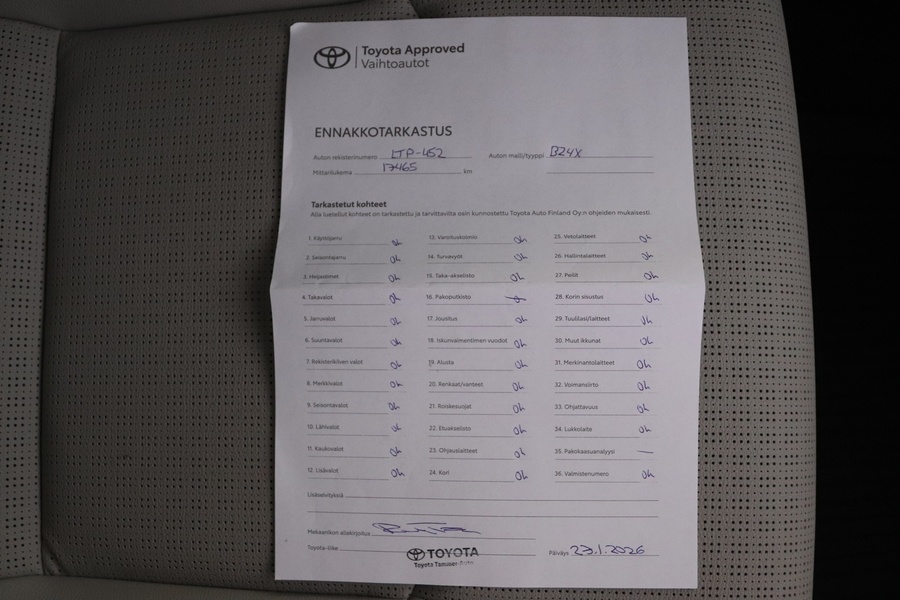 Toyota Approved
Vaihtoautot
ENNAKKOTARKASTUS
Auton rekisterinumero LTP-452 Auton malli/tyyppi BZ4X
Mittarilukema 17465 km
Tarkastetut kohteet
Alla luetellut kohteet on tarkastettu ja tarvittavilta osin kunnostettu Toyota Auto Finland Oy:n ohjeiden mukaisesti.
1. Käyttöjarru ok 13. Varoituskolmio ok 25. Vetolaitteet ok
2. Seisontajarru ok 14. Turvavyöt ok 26. Hallintalaitteet ok
3. Heijastimet ok 15. Taka-akselisto ok 27. Peilit ok
4. Takavalot ok 16. Pakoputkisto 28. Korin sisustus ok
5. Jarruvalot ok 17. Jousitus ok 29. Tuulilasi/laitteet ok
6. Suuntavalot ok 18. Iskunvaimentimen vuodot ok 30. Muut ikkunat ok
7. Rekisterikilven valot ok 19. Alusta ok 31. Merkinantolaitteet ok
8. Merkkivalot ok 20. Renkaat/vanteet ok 32. Voimansiirto ok
9. Seisontavalot ok 21. Roiskesuojat ok 33. Ohjattavuus ok
10. Lähivalot ok 22. Etuakselisto ok 34. Lukkolaite ok
11. Kaukovalot ok 23. Ohjauslaitteet ok 35. Pakokaasuanalyysi —
12. Lisävalot ok 24. Kori ok 36. Valmistenumero ok
Lisäselvityksiä
Mekaanikon allekirjoitus
Toyota-liike TOYOTA Päiväys 23.1.2026
Toyota Tammer-Auto